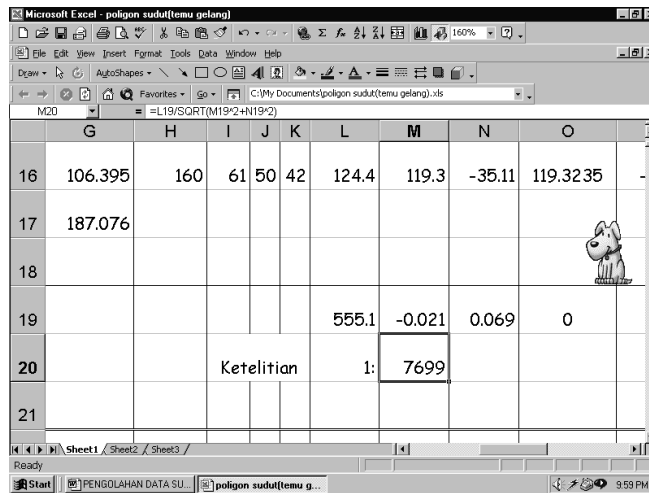 Microsoft Excel - poligon sudut(temu gelang)
160%
File Edit View Insert Format Tools Data Window Help
Draw AutoShapes
Favorites Go C:\My Documents\poligon sudut(temu gelang).xls
M20 = =L19/SQRT(M19^2+N19^2)
G H I J K L M N O
16 106.395 160 61 50 42 124.4 119.3 -35.11 119.3235 -
17 187.076
18
19 555.1 -0.021 0.069 0
20 Ketelitian 1: 7699
21
Sheet1 Sheet2 Sheet3
Ready
Start PENGOLAHAN DATA SU... poligon sudut(temu g... 9:59 PM